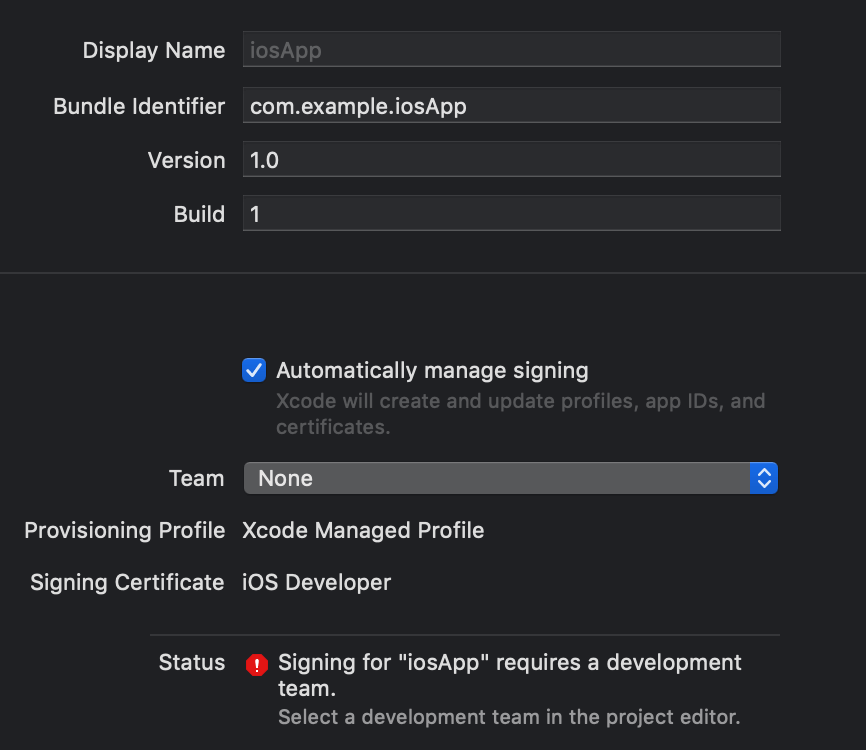 Display Name iosApp
Bundle Identifier com.example.iosApp
Version 1.0
Build 1
Automatically manage signing
Xcode will create and update profiles, app IDs, and
certificates.
Team None
Provisioning Profile Xcode Managed Profile
Signing Certificate iOS Developer
Status Signing for "iosApp" requires a development
team.
Select a development team in the project editor.